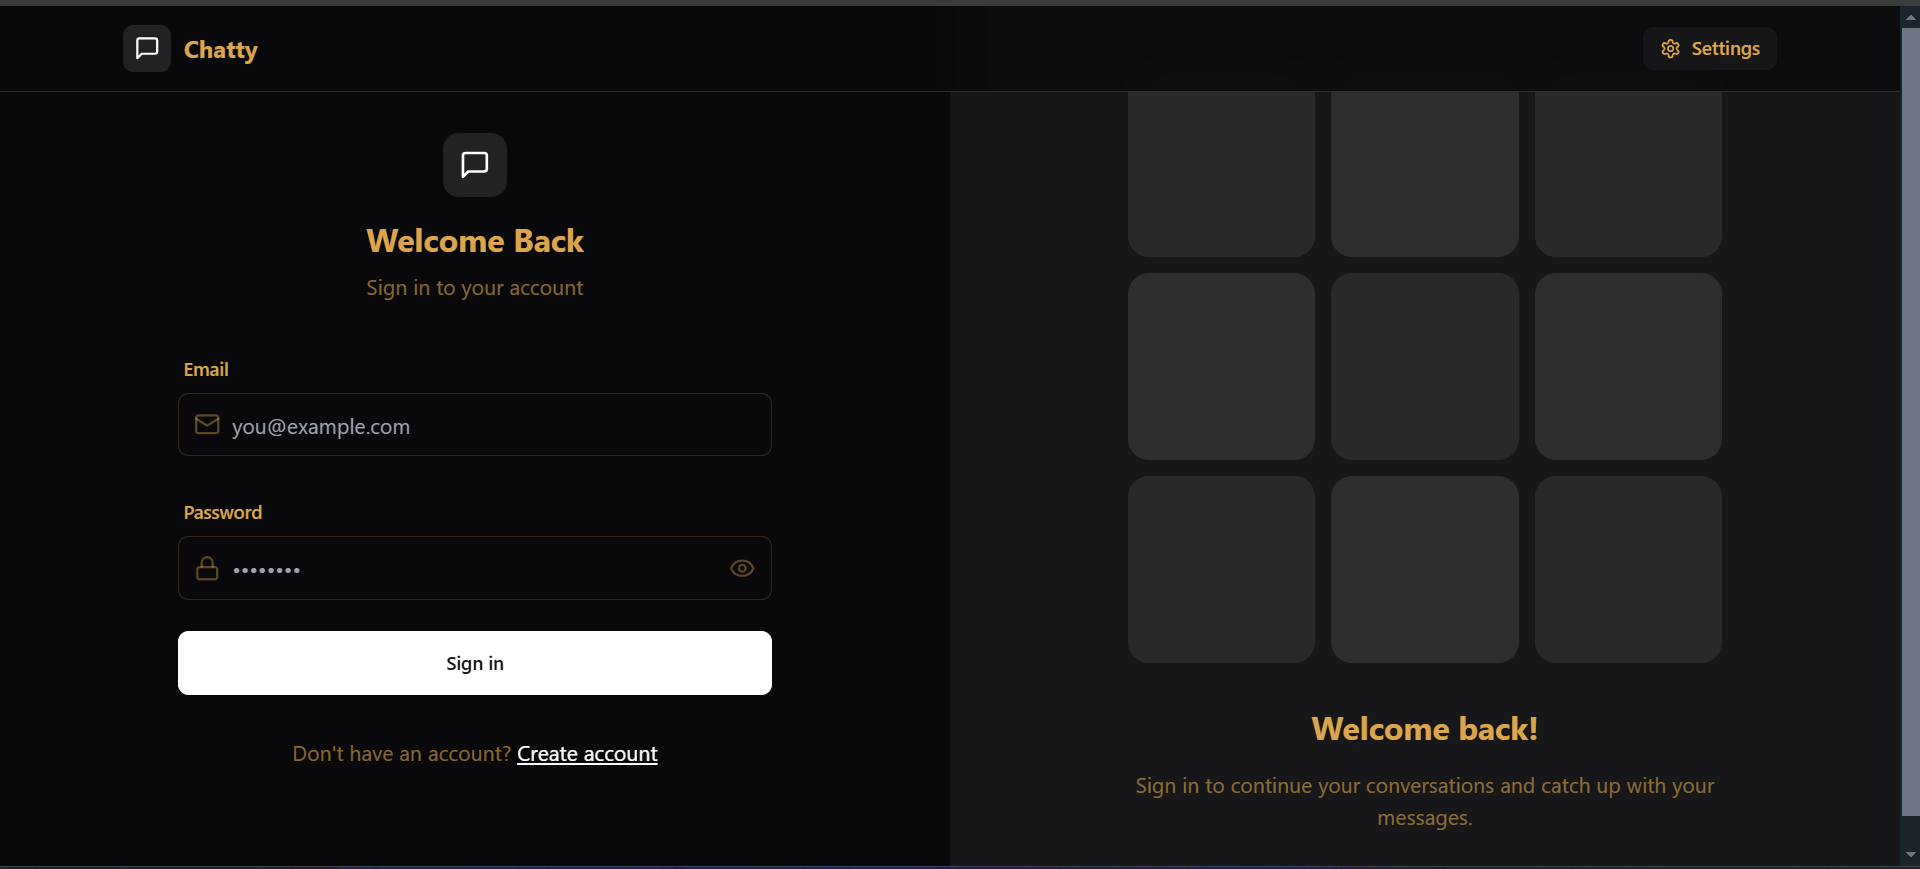 Chatty
Settings
Welcome Back
Sign in to your account
Email
you@example.com
Password
••••••••
Sign in
Don't have an account? Create account
Welcome back!
Sign in to continue your conversations and catch up with your
messages.